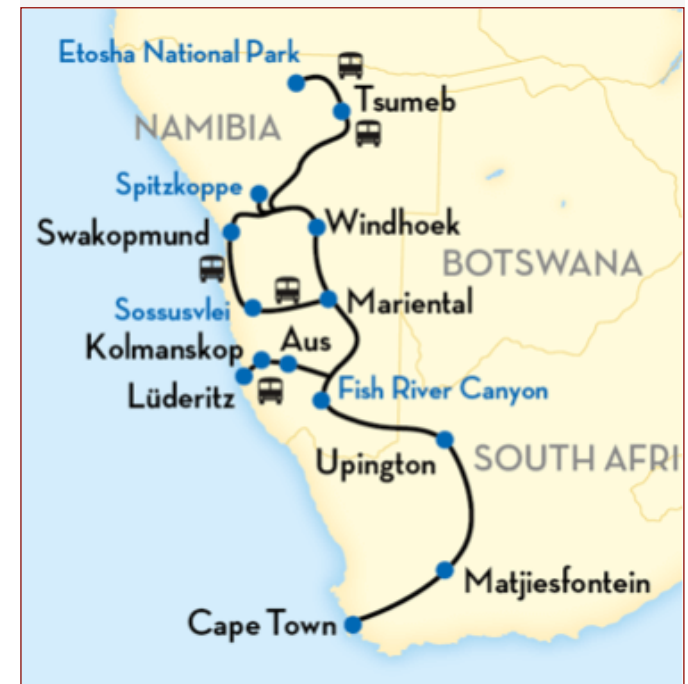 Etosha National Park
Tsumeb
NAMIBIA
Spitzkoppe
Swakopmund
Windhoek
BOTSWANA
Sossusvlei
Mariental
Kolmanskop
Aus
Lüderitz
Fish River Canyon
Upington
SOUTH AFRI
Matjiesfontein
Cape Town